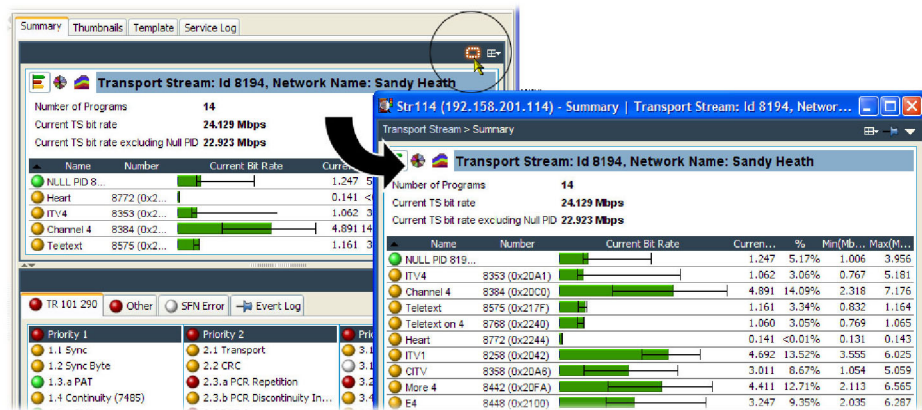 Summary Thumbnails Template Service Log
Transport Stream: Id 8194, Network Name: Sandy Heath
Number of Programs 14
Current TS bit rate 24.129 Mbps
Current TS bit rate excluding Null PID 22.923 Mbps
Name Number Current Bit Rate
NULL PID 8... 1.247
Heart 8772 (0x2... 0.141
ITV4 8353 (0x2... 1.062
Channel 4 8384 (0x2... 4.891 14
Teletext 8575 (0x2... 1.161
TR 101 290 Other SFN Error Event Log
Priority 1 Priority 2
1.1 Sync 2.1 Transport
1.2 Sync Byte 2.2 CRC
1.3.a PAT 2.3.a PCR Repetition
1.4 Continuity (7485) 2.3.b PCR Discontinuity In...
Str114 (192.158.201.114) - Summary | Transport Stream: Id 8194, Networ...
Transport Stream > Summary
Transport Stream: Id 8194, Network Name: Sandy Heath
Number of Programs 14
Current TS bit rate 24.129 Mbps
Current TS bit rate excluding Null PID 22.923 Mbps
Name Number Current Bit Rate Curren... % Min(Mb... Max(M...
NULL PID 819... 1.247 5.17% 1.006 3.956
ITV4 8353 (0x20A1) 1.062 3.06% 0.767 5.181
Channel 4 8384 (0x20C0) 4.891 14.09% 2.318 7.176
Teletext 8575 (0x217F) 1.161 3.34% 0.832 1.164
Teletext on 4 8768 (0x2240) 1.060 3.05% 0.769 1.065
Heart 8772 (0x2244) 0.141 <0.01% 0.131 0.143
ITV1 8258 (0x2042) 4.692 13.52% 3.555 6.025
CITV 8358 (0x20A6) 3.011 8.67% 1.054 5.059
More 4 8442 (0x20FA) 4.411 12.71% 2.113 6.565
E4 8448 (0x2100) 3.247 9.35% 2.035 6.287